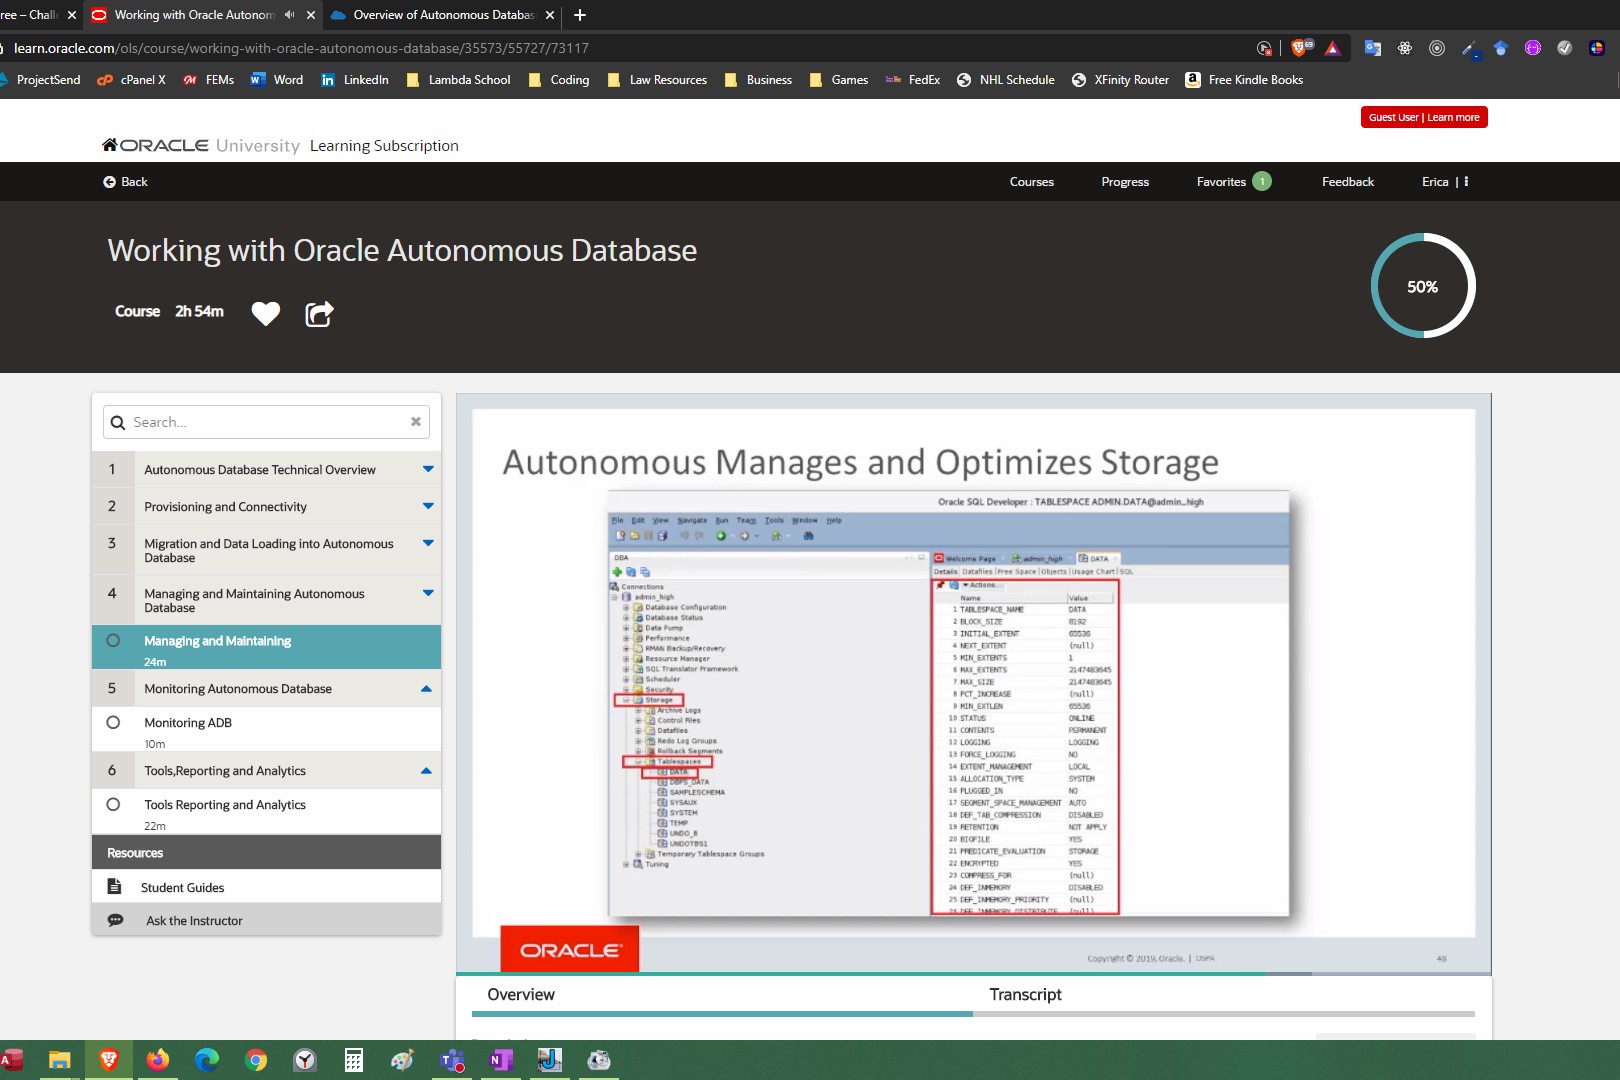 ree – Chall
Working with Oracle Autonom
Overview of Autonomous Databas
learn.oracle.com/ols/course/working-with-oracle-autonomous-database/35573/55727/73117
69
ProjectSend
cPanel X
FEMs
Word
LinkedIn
Lambda School
Coding
Law Resources
Business
Games
FedEx
NHL Schedule
XFinity Router
Free Kindle Books
Guest User | Learn more
ORACLE University Learning Subscription
Back
Courses
Progress
Favorites 1
Feedback
Erica |
Working with Oracle Autonomous Database
Course 2h 54m
50%
Search...
1 Autonomous Database Technical Overview
2 Provisioning and Connectivity
3 Migration and Data Loading into Autonomous
Database
4 Managing and Maintaining Autonomous
Database
Managing and Maintaining
24m
5 Monitoring Autonomous Database
Monitoring ADB
10m
6 Tools,Reporting and Analytics
Tools Reporting and Analytics
22m
Resources
Student Guides
Ask the Instructor
Autonomous Manages and Optimizes Storage
Oracle SQL Developer : TABLESPACE ADMIN.DATA@admin_high
File Edit View Navigate Run Team Tools Window Help
DBA
Connections
admin_high
Database Configuration
Database Status
Data Pump
Performance
RMAN Backup/Recovery
Resource Manager
SQL Translator Framework
Scheduler
Security
Storage
Archive Logs
Control Files
Datafiles
Redo Log Groups
Rollback Segments
Tablespaces
DATA
DBFS_DATA
SAMPLESCHEMA
SYSAUX
SYSTEM
TEMP
UNDO_8
UNDOTBS1
Temporary Tablespace Groups
Tuning
Welcome Page admin_high DATA
Details Datafiles Free Space Objects Usage Chart SQL
Actions...
Name Value
1 TABLESPACE_NAME DATA
2 BLOCK_SIZE 8192
3 INITIAL_EXTENT 65536
4 NEXT_EXTENT (null)
5 MIN_EXTENTS 1
6 MAX_EXTENTS 2147483645
7 MAX_SIZE 2147483645
8 PCT_INCREASE (null)
9 MIN_EXTLEN 65536
10 STATUS ONLINE
11 CONTENTS PERMANENT
12 LOGGING LOGGING
13 FORCE_LOGGING NO
14 EXTENT_MANAGEMENT LOCAL
15 ALLOCATION_TYPE SYSTEM
16 PLUGGED_IN NO
17 SEGMENT_SPACE_MANAGEMENT AUTO
18 DEF_TAB_COMPRESSION DISABLED
19 RETENTION NOT APPLY
20 BIGFILE YES
21 PREDICATE_EVALUATION STORAGE
22 ENCRYPTED YES
23 COMPRESS_FOR (null)
24 DEF_INMEMORY DISABLED
25 DEF_INMEMORY_PRIORITY (null)
26 DEF_INMEMORY_DISTRIBUTE (null)
ORACLE
Copyright © 2019, Oracle. |
48
Overview
Transcript